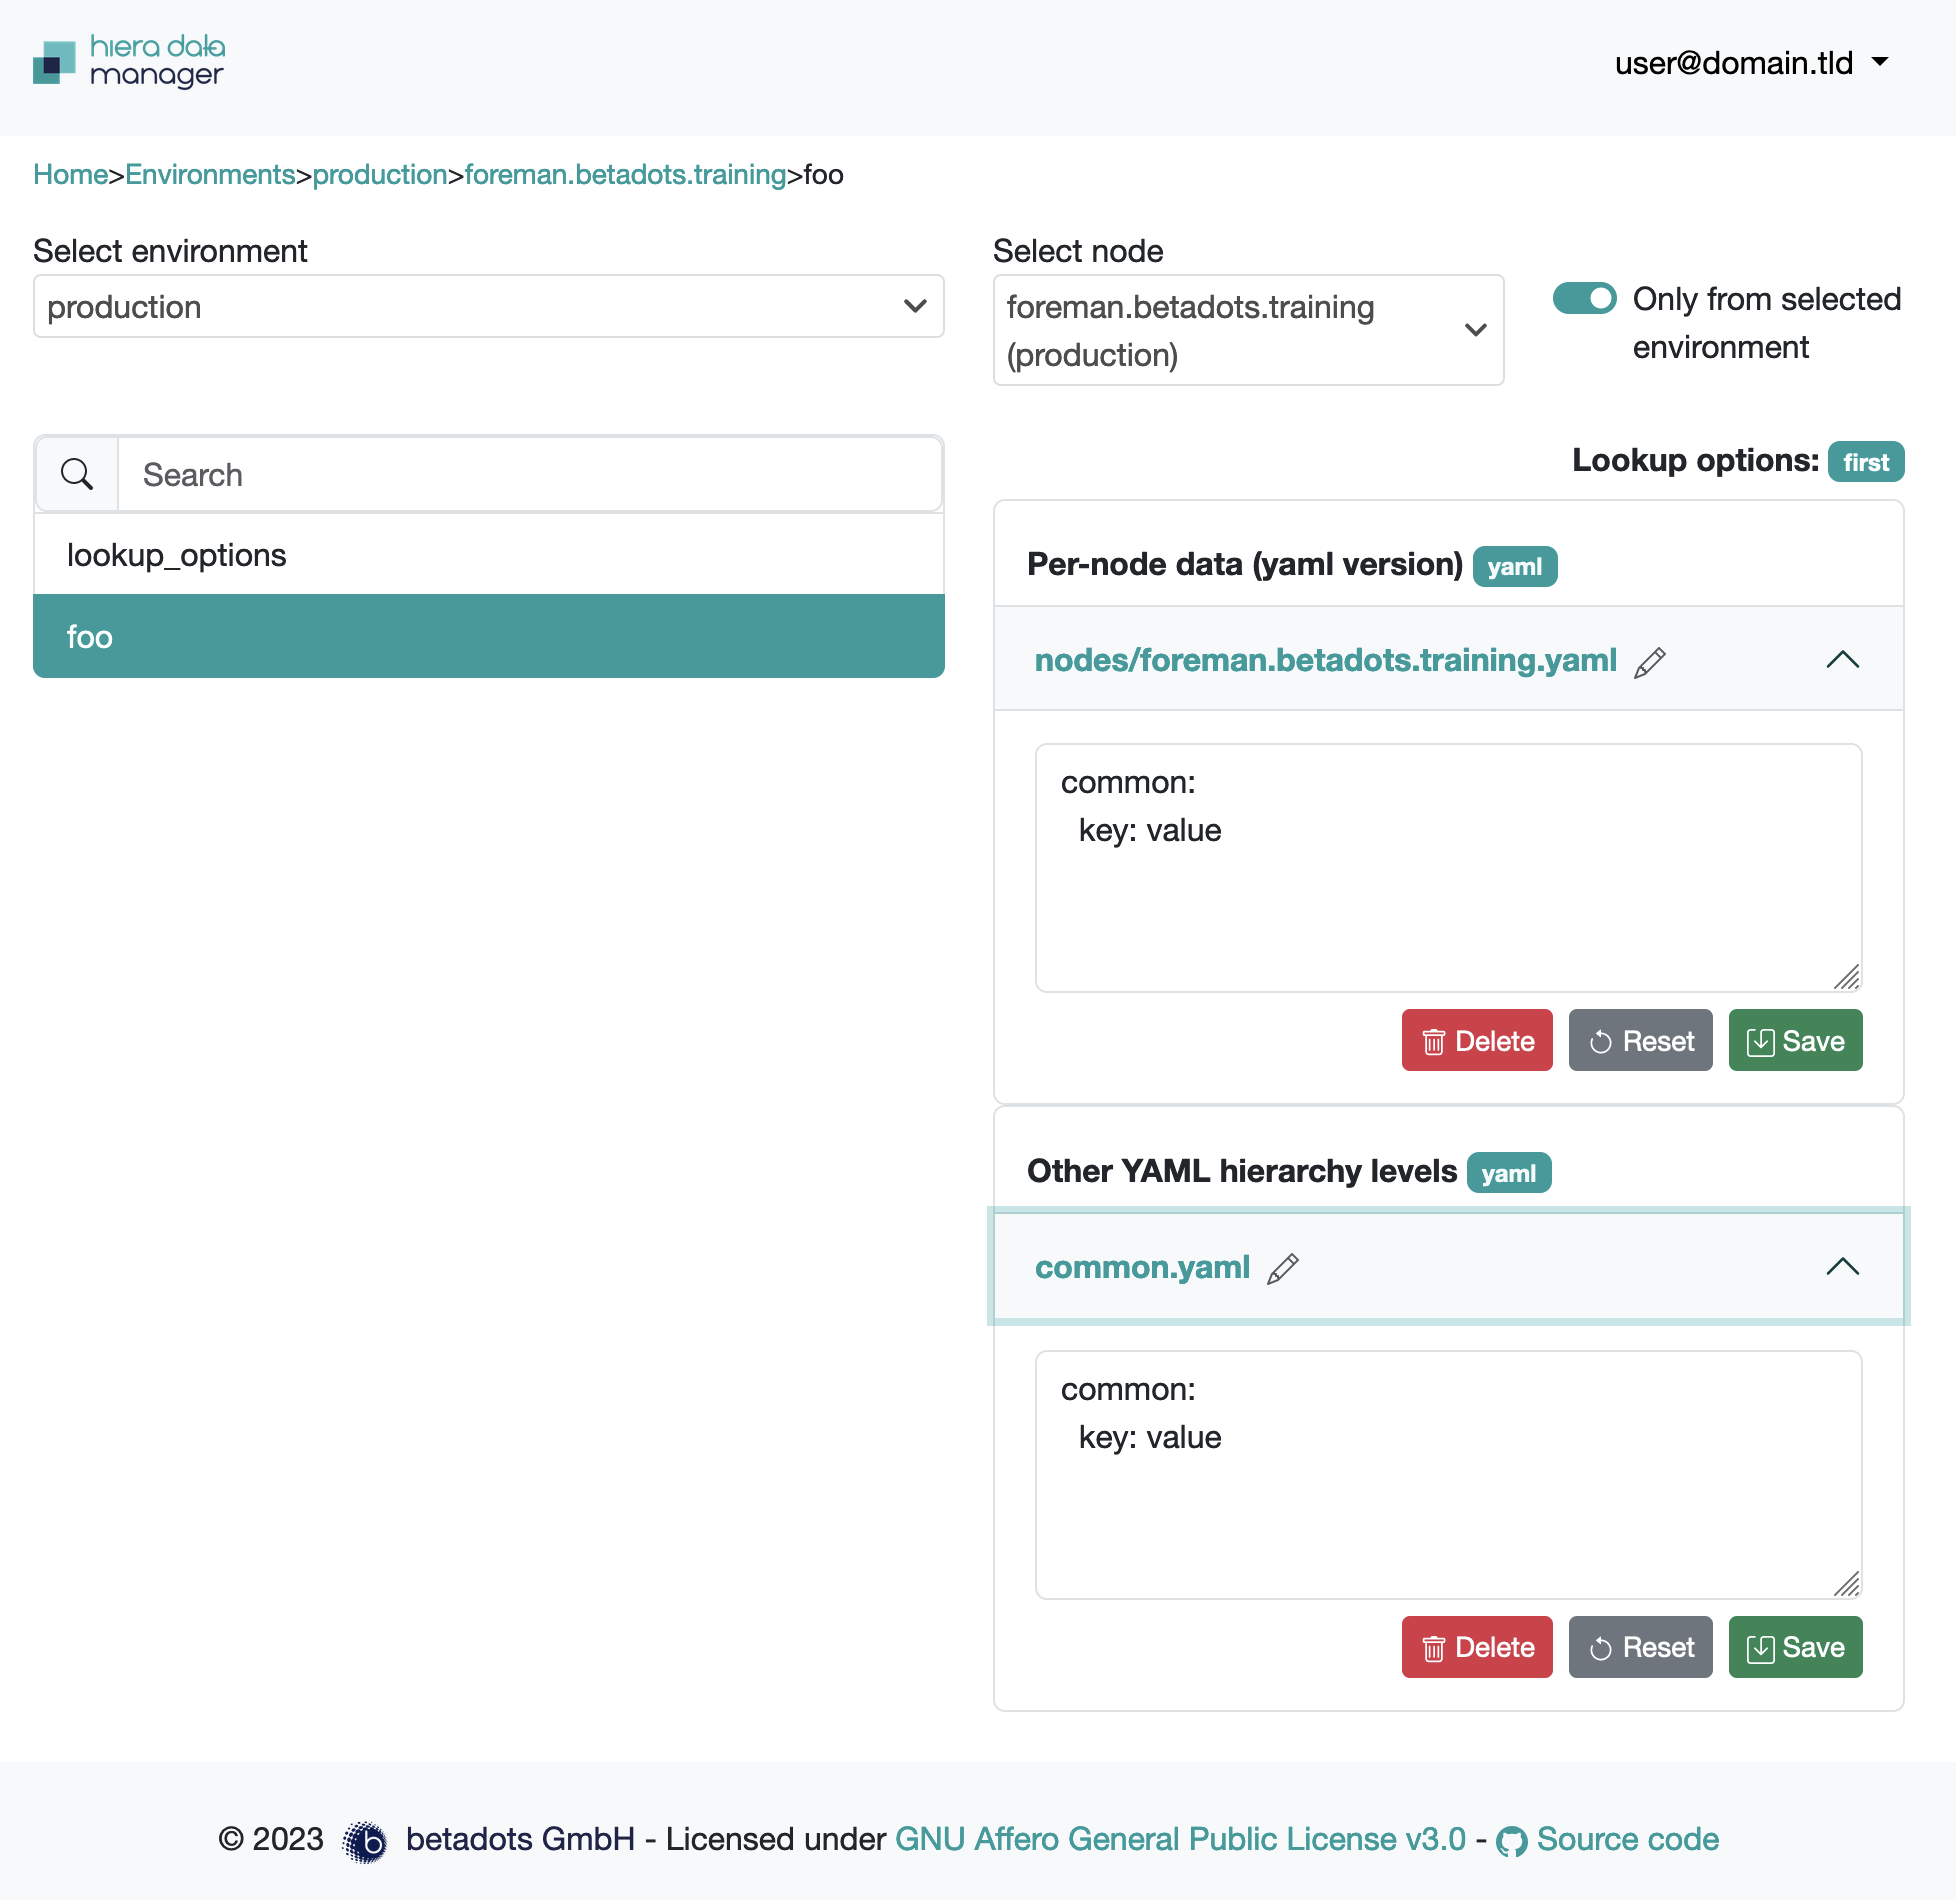 hiera data
manager
user@domain.tld
Home>Environments>production>foreman.betadots.training>foo
Select environment
production
Select node
foreman.betadots.training
(production)
Only from selected
environment
Search
lookup_options
foo
Lookup options: first
Per-node data (yaml version) yaml
nodes/foreman.betadots.training.yaml
common:
  key: value
Delete Reset Save
Other YAML hierarchy levels yaml
common.yaml
common:
  key: value
Delete Reset Save
© 2023 b betadots GmbH - Licensed under GNU Affero General Public License v3.0 - Source code